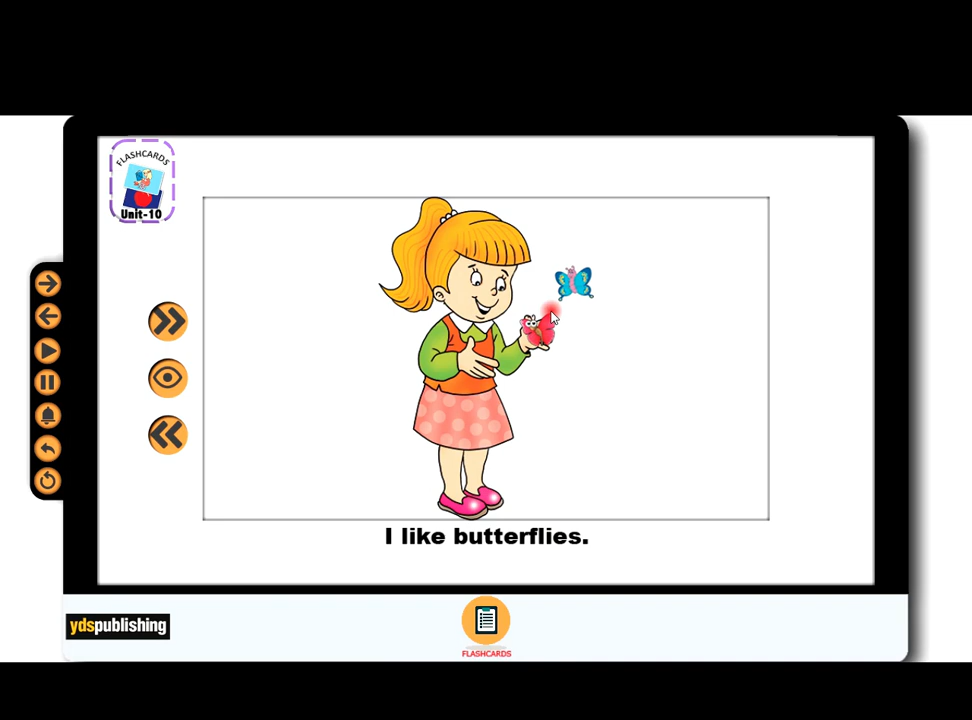 FLASHCARDS
Unit-10
I like butterflies.
ydspublishing
FLASHCARDS